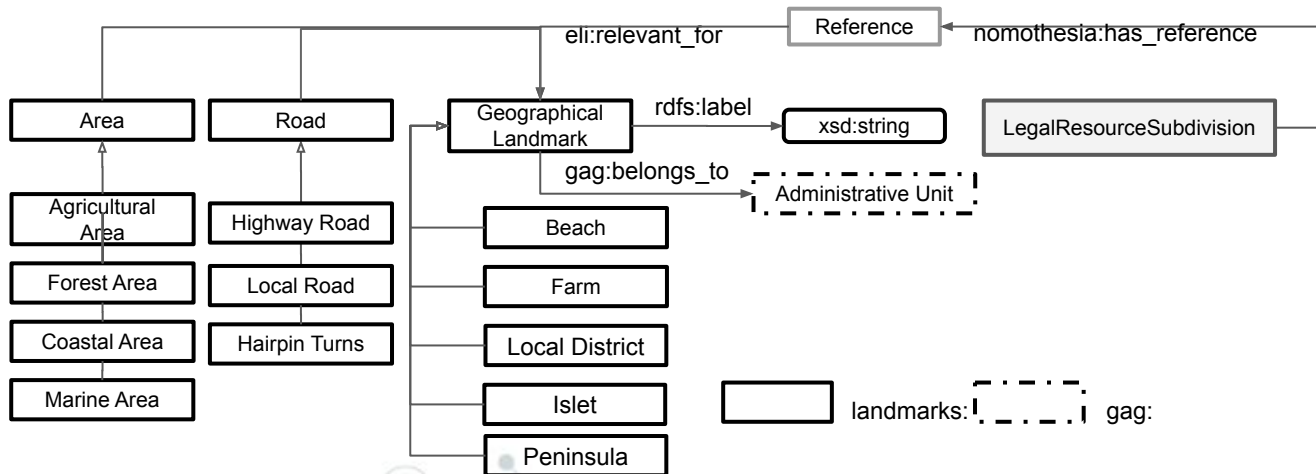 Reference
eli:relevant_for
nomothesia:has_reference
Area
Road
Geographical
Landmark
rdfs:label
xsd:string
LegalResourceSubdivision
gag:belongs_to
Administrative Unit
Agricultural
Area
Highway Road
Beach
Forest Area
Local Road
Farm
Coastal Area
Hairpin Turns
Local District
Marine Area
Islet
landmarks:
gag:
Peninsula